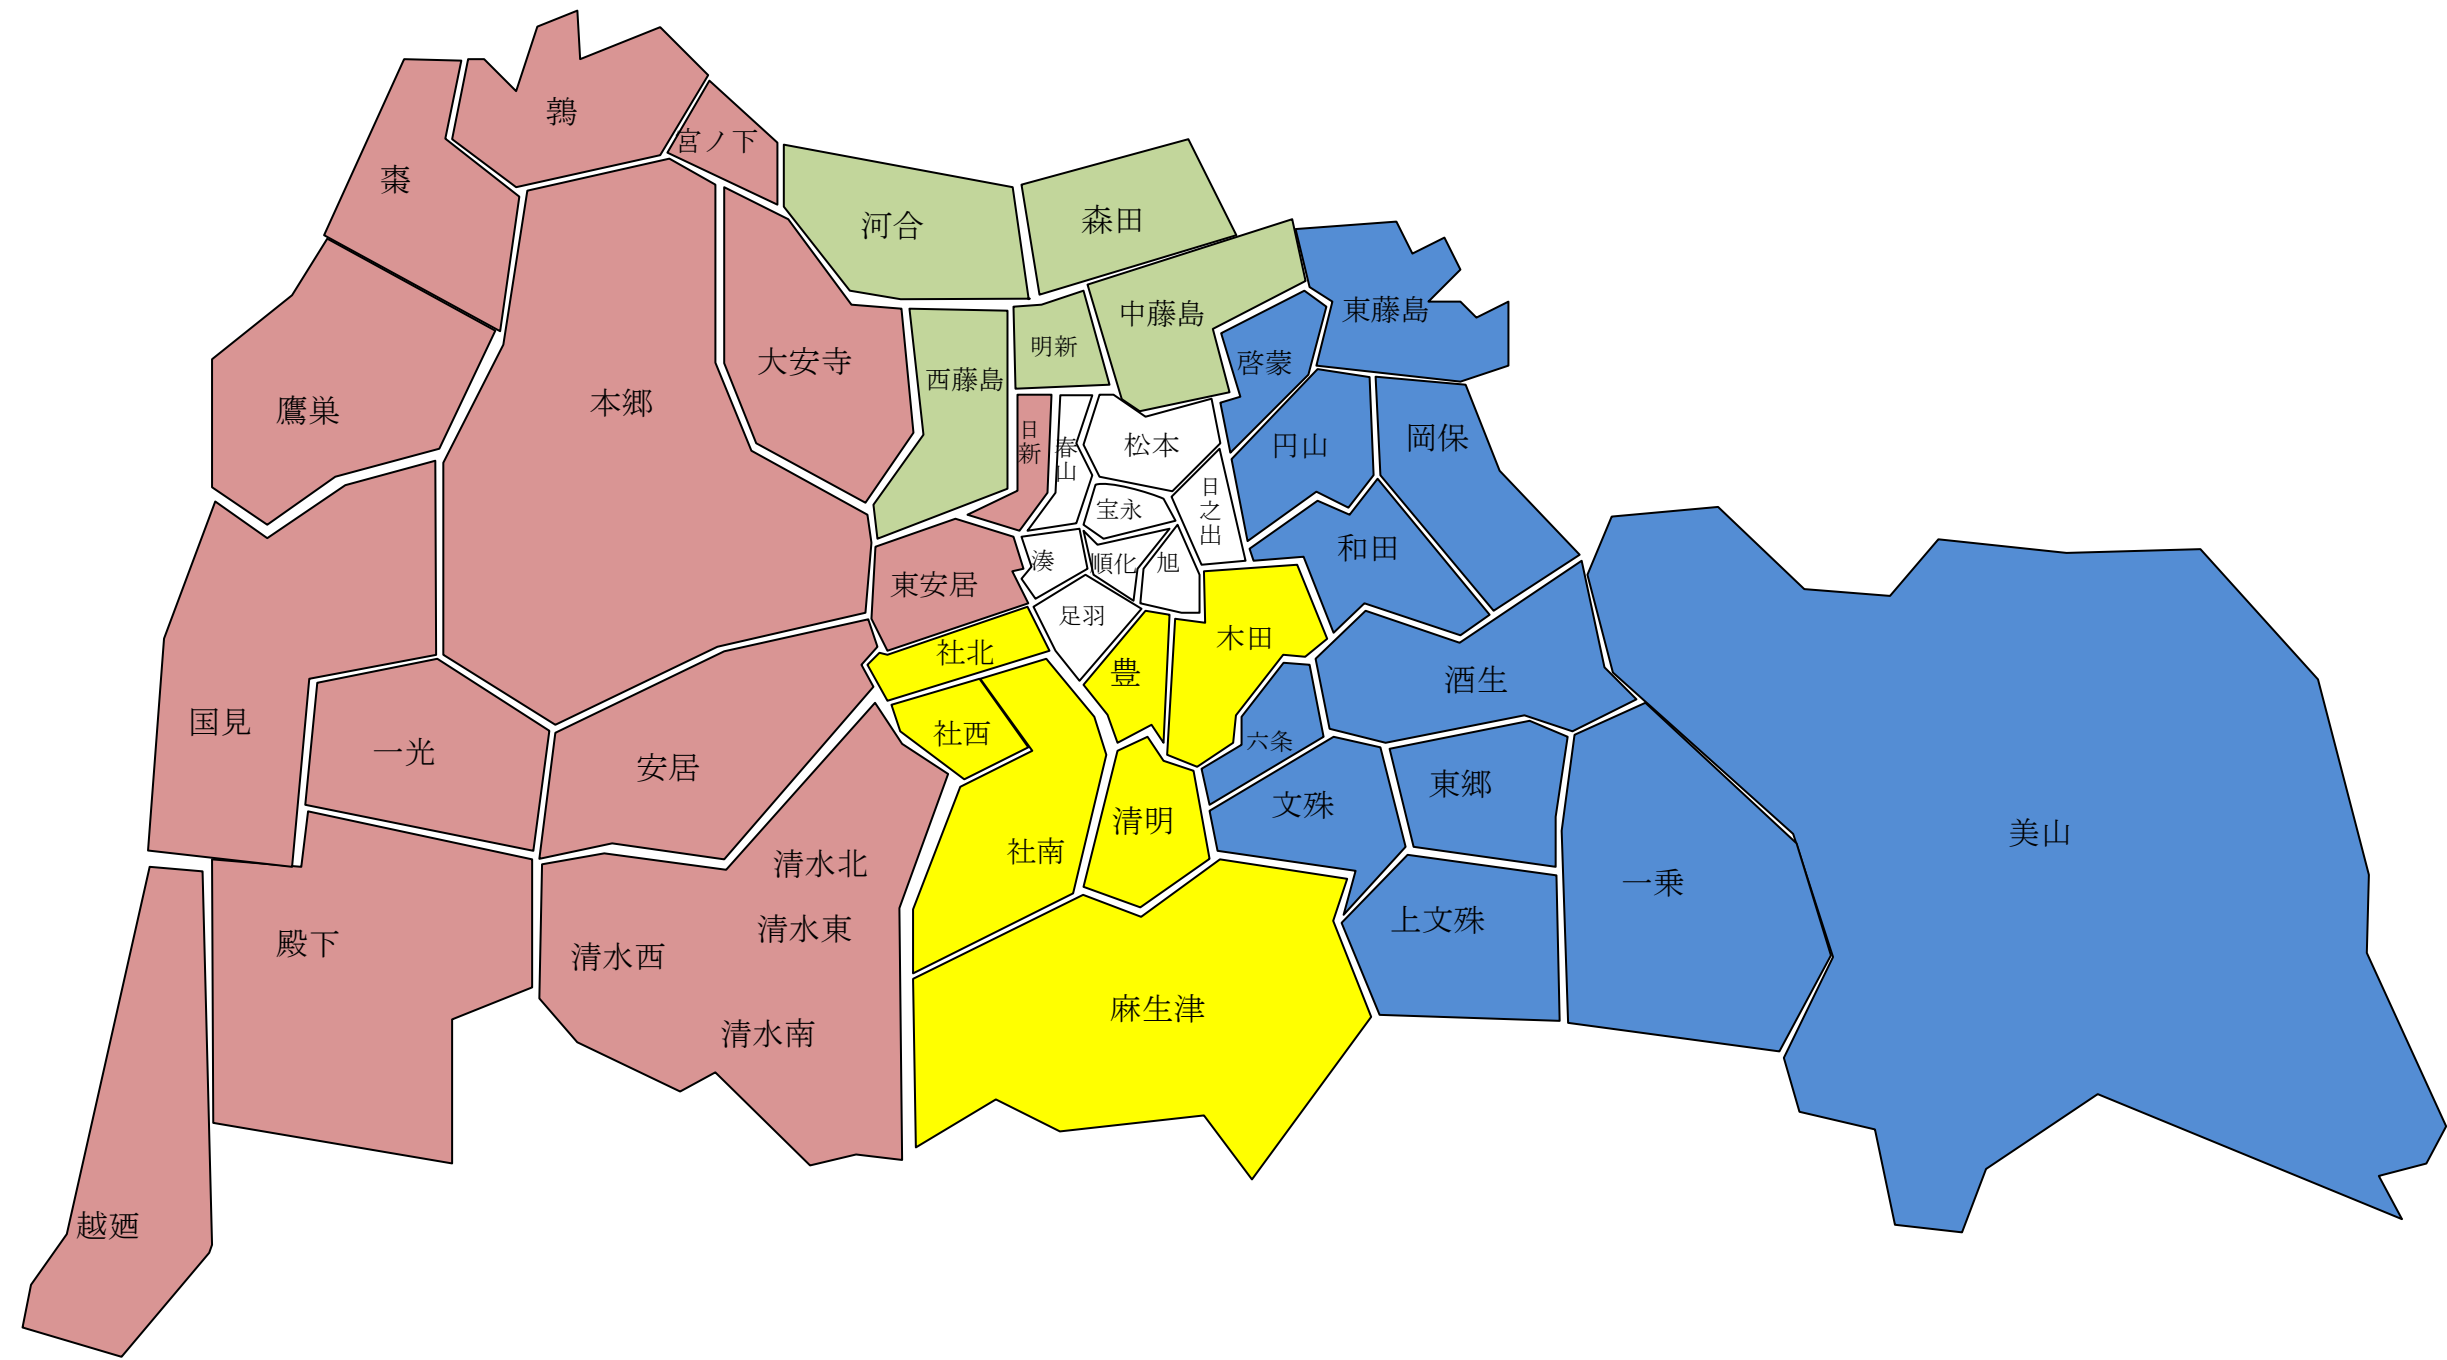 鶉
宮ノ下
棗
河合
森田
中藤島
東藤島
明新
大安寺
西藤島
啓蒙
本郷
鷹巣
日新
春山
松本
円山
岡保
宝永
日之出
和田
湊
順化
旭
東安居
足羽
木田
社北
豊
酒生
国見
一光
社西
六条
安居
文殊
東郷
清明
美山
社南
清水北
一乗
上文殊
清水東
殿下
清水西
麻生津
清水南
越廼